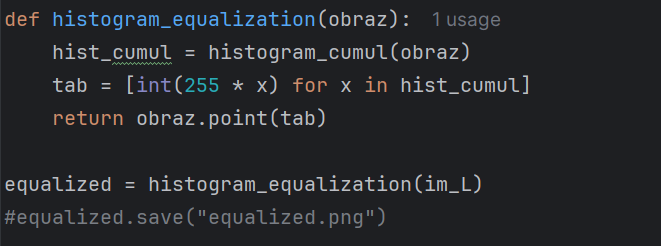 def histogram_equalization(obraz): 1 usage
    hist_cumul = histogram_cumul(obraz)
    tab = [int(255 * x) for x in hist_cumul]
    return obraz.point(tab)

equalized = histogram_equalization(im_L)
#equalized.save("equalized.png")